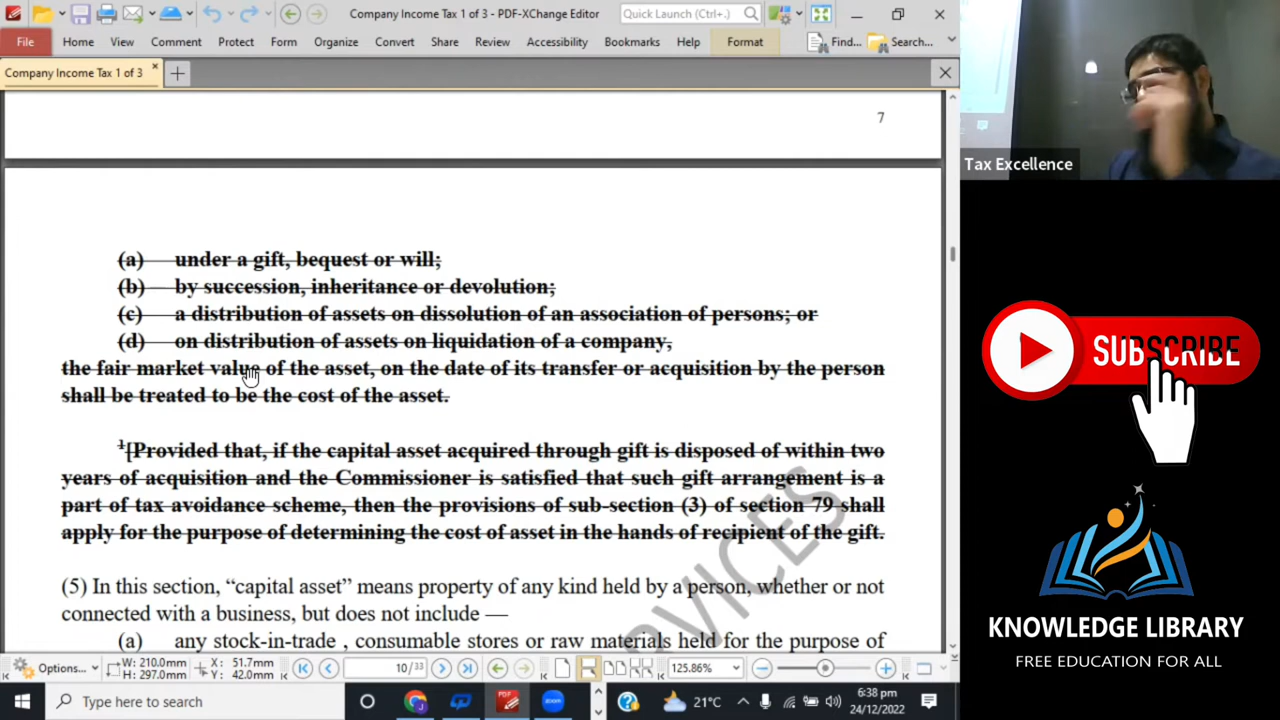 Company Income Tax 1 of 3 - PDF-XChange Editor
Quick Launch (Ctrl+.)
File Home View Comment Protect Form Organize Convert Share Review Accessibility Bookmarks Help Format Find... Search...
Company Income Tax 1 of 3
7
(a) under a gift, bequest or will;
(b) by succession, inheritance or devolution;
(c) a distribution of assets on dissolution of an association of persons; or
(d) on distribution of assets on liquidation of a company,
the fair market value of the asset, on the date of its transfer or acquisition by the person
shall be treated to be the cost of the asset.
1[Provided that, if the capital asset acquired through gift is disposed of within two
years of acquisition and the Commissioner is satisfied that such gift arrangement is a
part of tax avoidance scheme, then the provisions of sub-section (3) of section 79 shall
apply for the purpose of determining the cost of asset in the hands of recipient of the gift.
(5) In this section, “capital asset” means property of any kind held by a person, whether or not
connected with a business, but does not include —
(a) any stock-in-trade , consumable stores or raw materials held for the purpose of
Options...
W: 210.0mm
H: 297.0mm
X: 51.7mm
Y: 42.0mm
10 /33
125.86%
Type here to search
PDF
zoom
21°C
6:38 pm
24/12/2022
Tax Excellence
SUBSCRIBE
KNOWLEDGE LIBRARY
FREE EDUCATION FOR ALL